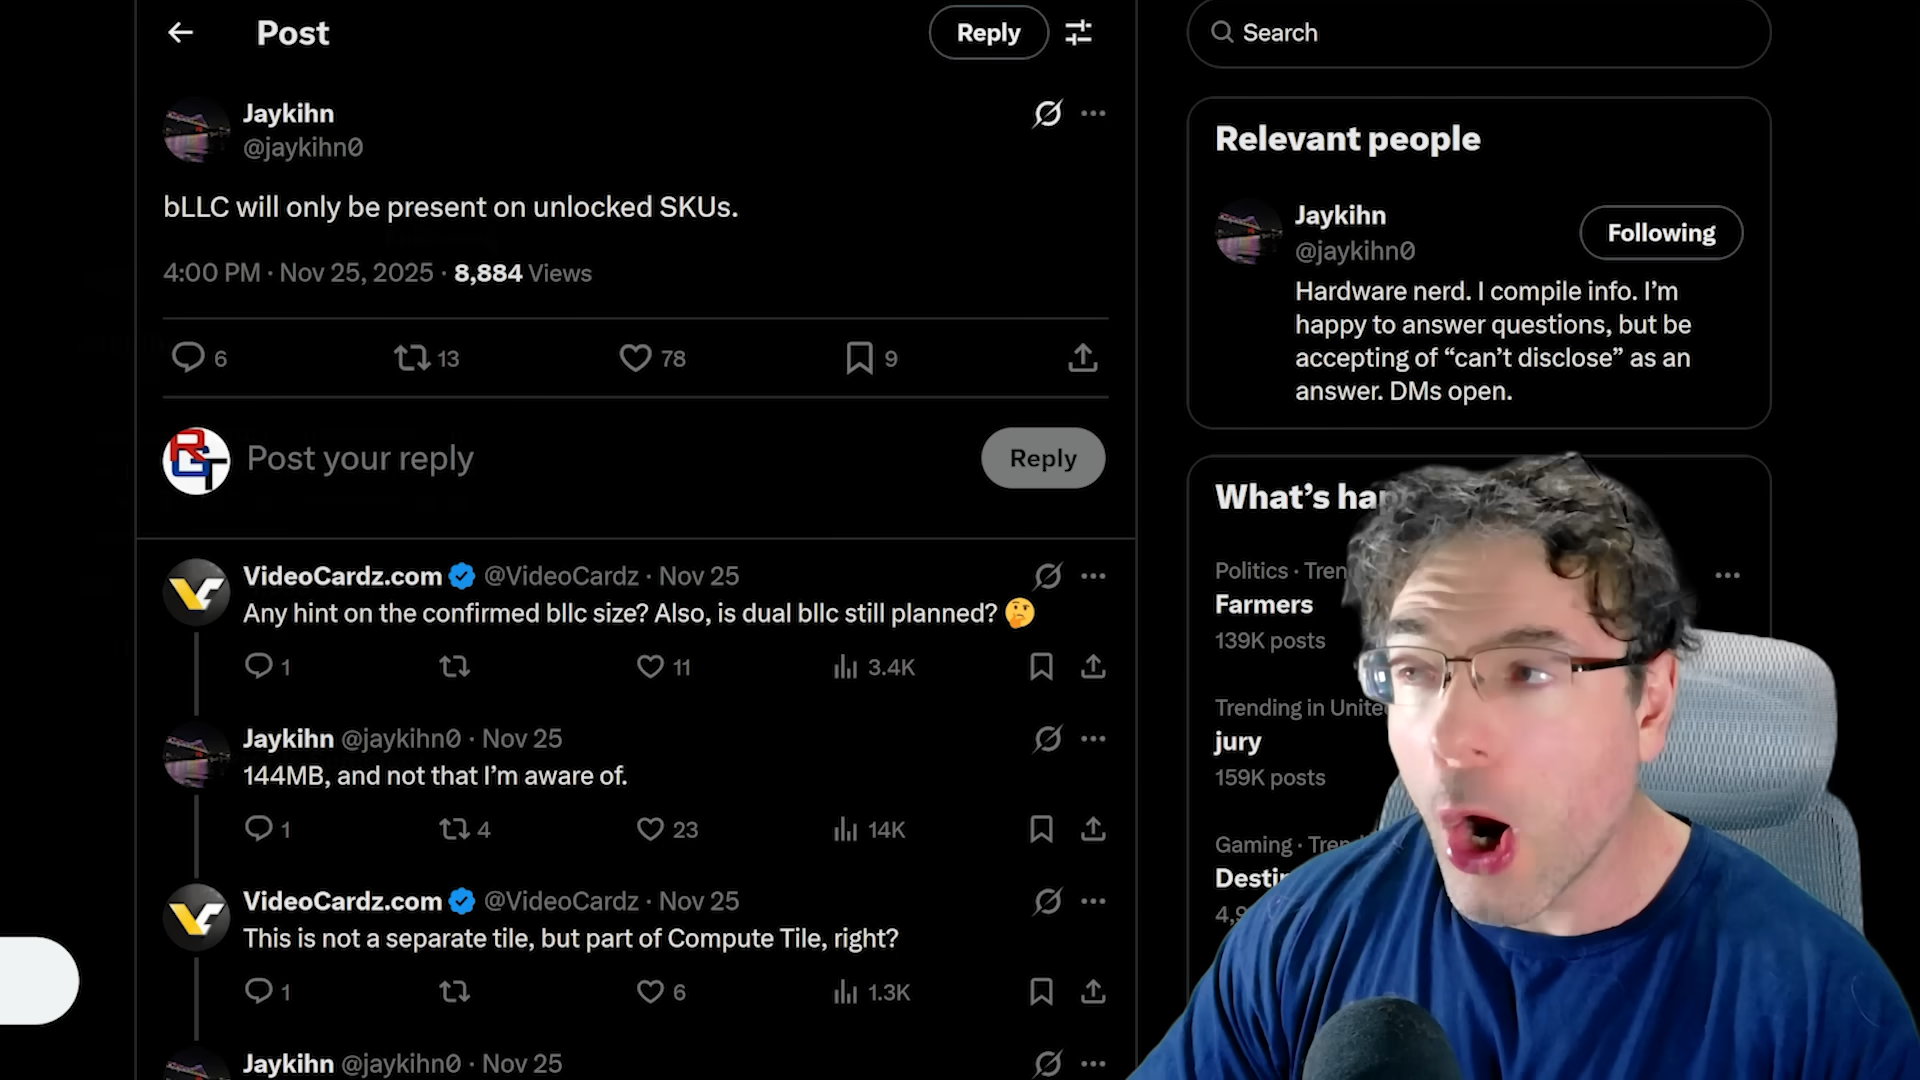 Post
Reply
Search
Jaykihn
@jaykihn0
bLLC will only be present on unlocked SKUs.
4:00 PM · Nov 25, 2025 · 8,884 Views
6
13
78
9
Post your reply
Reply
VideoCardz.com @VideoCardz · Nov 25
Any hint on the confirmed bllc size? Also, is dual bllc still planned? 🤔
1
11
3.4K
Jaykihn @jaykihn0 · Nov 25
144MB, and not that I'm aware of.
1
4
23
14K
VideoCardz.com @VideoCardz · Nov 25
This is not a separate tile, but part of Compute Tile, right?
1
6
1.3K
Jaykihn @jaykihn0 · Nov 25
Relevant people
Jaykihn
@jaykihn0
Following
Hardware nerd. I compile info. I'm
happy to answer questions, but be
accepting of “can't disclose” as an
answer. DMs open.
What's
Politics ·
Farmers
139K posts
Trending in
jury
159K posts
Gaming ·